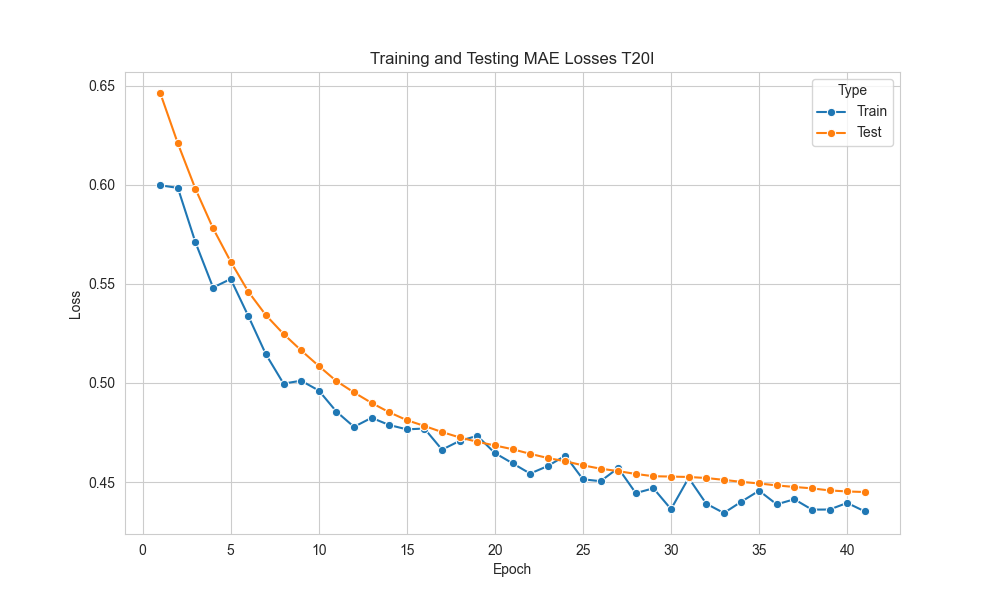 Training and Testing MAE Losses T20I
Type
Train
Test
Loss
0.65
0.60
0.55
0.50
0.45
0 5 10 15 20 25 30 35 40
Epoch